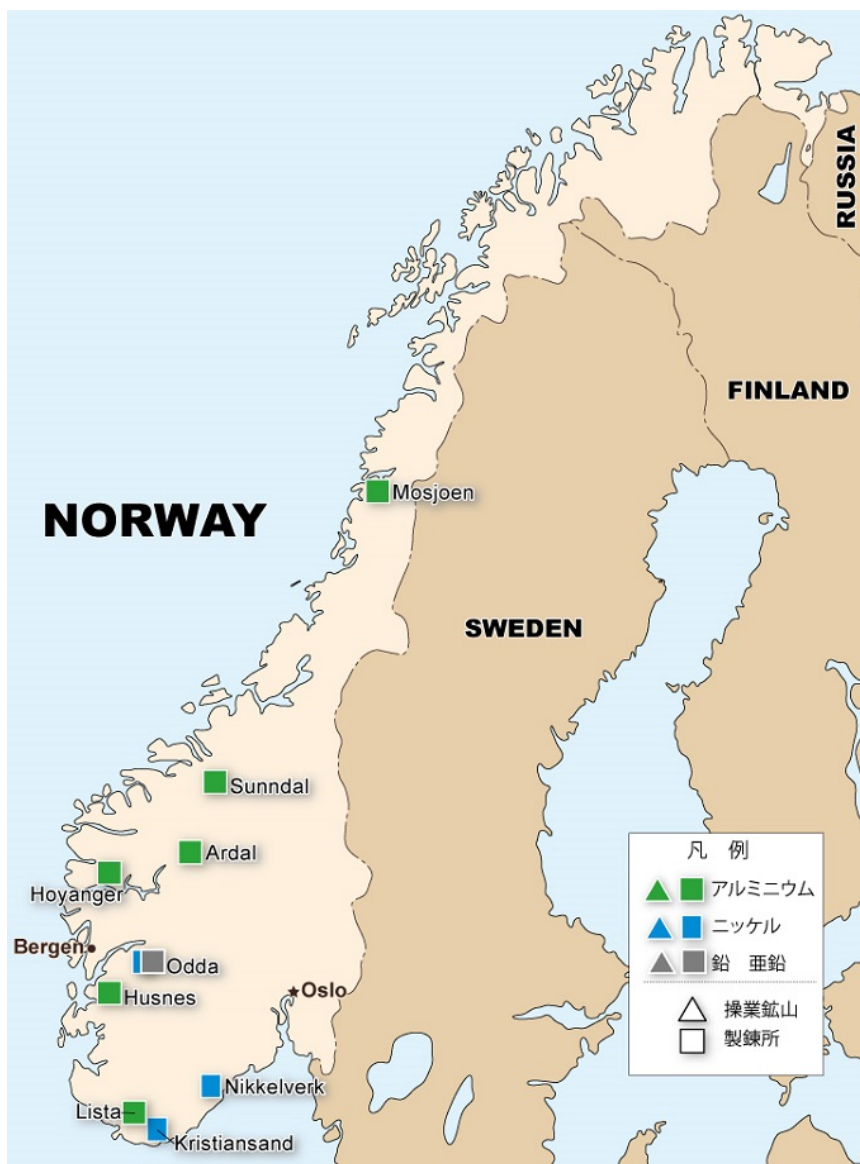 RUSSIA
FINLAND
Mosjoen
NORWAY
SWEDEN
Sunndal
Ardal
Hoyanger
Bergen
Odda
Husnes
Oslo
Nikkelverk
Lista
Kristiansand
凡 例
アルミニウム
ニッケル
鉛 亜鉛
操業鉱山
製錬所